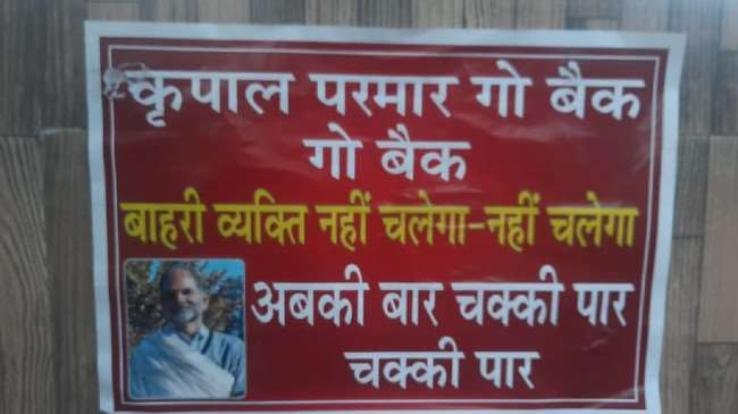 कृपाल परमार गो बैक
गो बैक
बाहरी व्यक्ति नहीं चलेगा-नहीं चलेगा
अबकी बार चक्की पार
चक्की पार